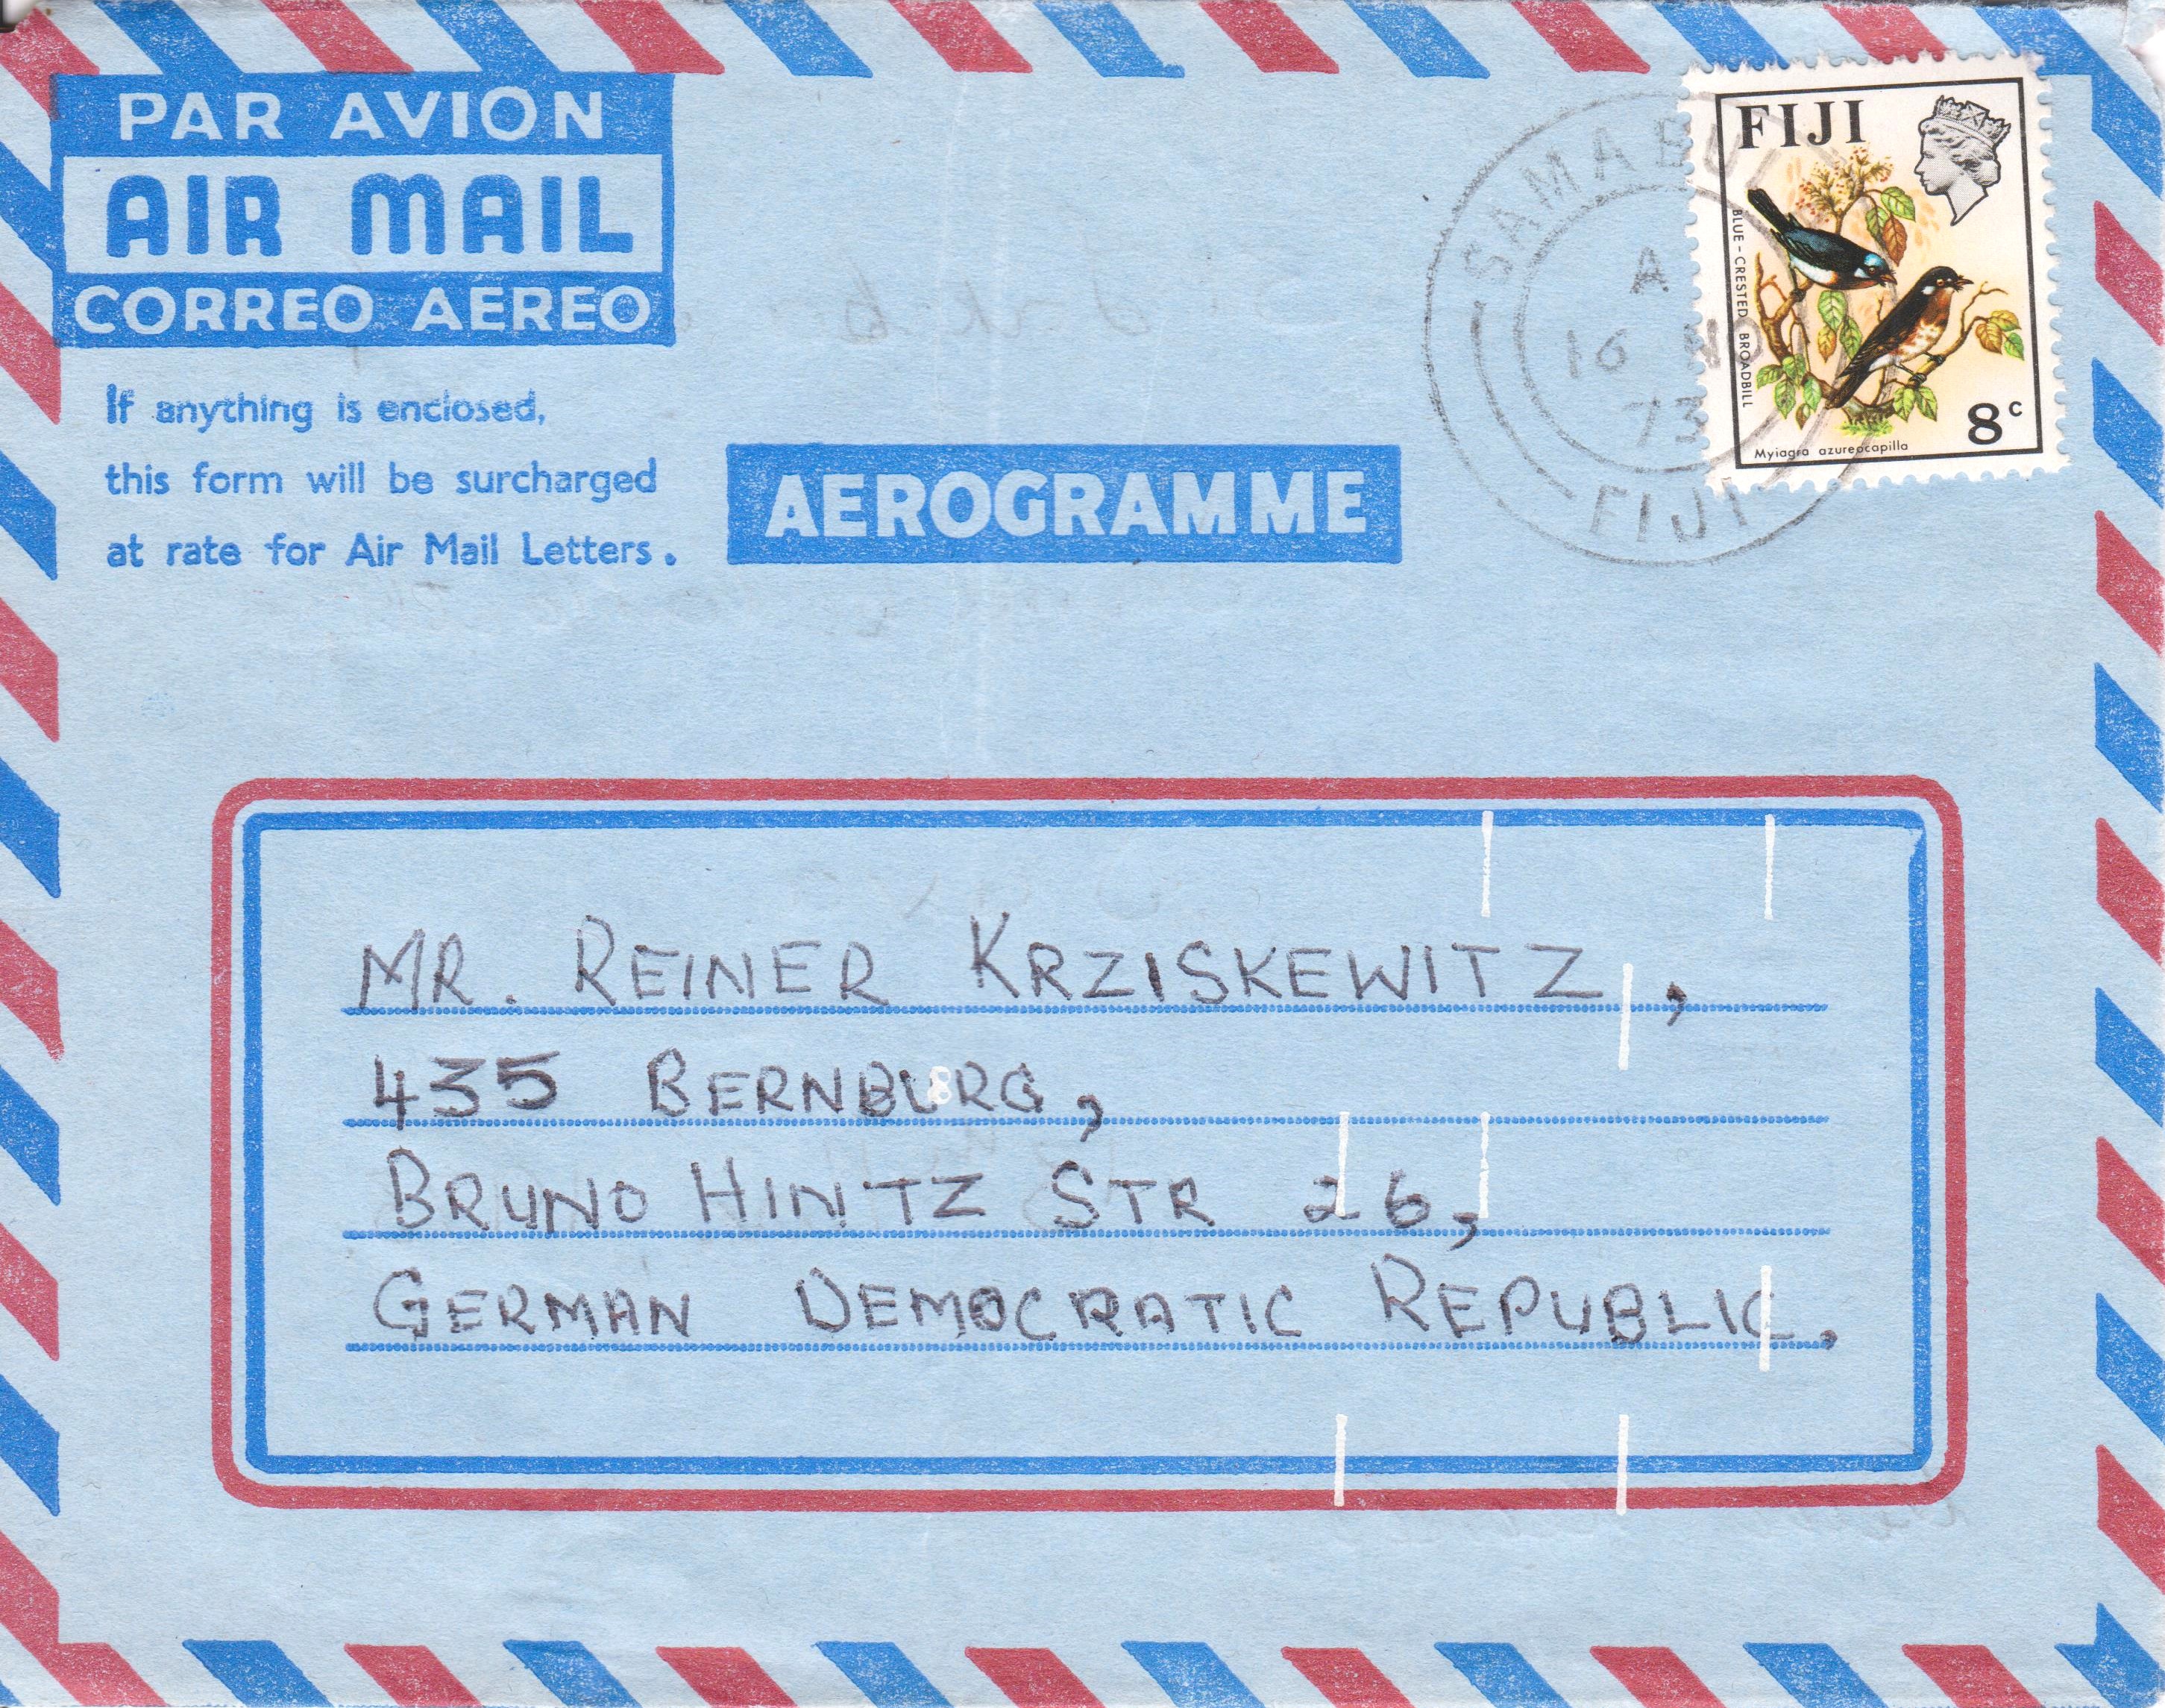 PAR AVION
AIR MAIL
CORREO AEREO
If anything is enclosed,
this form will be surcharged
at rate for Air Mail Letters.
AEROGRAMME
FIJI
BLUE-CRESTED BROADBILL
Myiagra azureocapilla
8c
A
16 NO
73
FIJI
MR. REINER KRZISKEWITZ,
435 BERNBURG,
BRUNO HINTZ STR 26,
GERMAN DEMOCRATIC REPUBLIC.